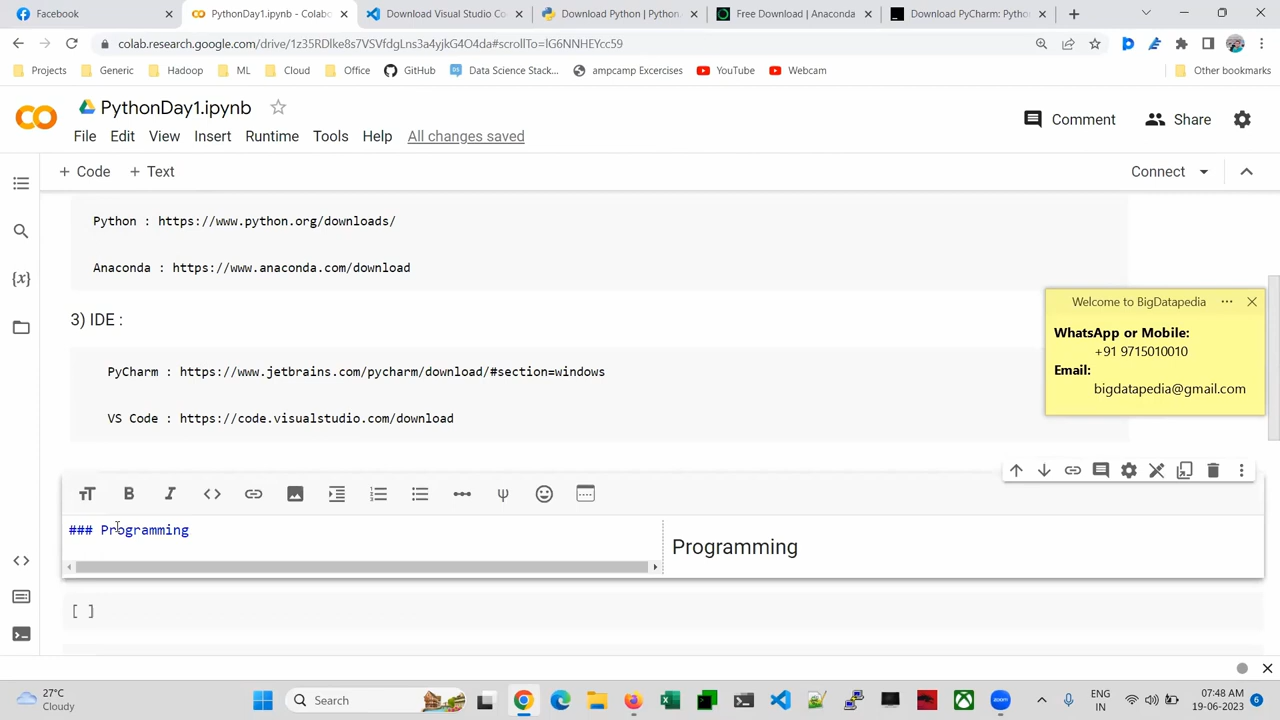 Facebook
PythonDay1.ipynb - Colabo
Download Visual Studio Co
Download Python | Python.
Free Download | Anaconda
Download PyCharm: Python
colab.research.google.com/drive/1z35RDlke8s7VSVfdgLns3a4yjkG4O4da#scrollTo=lG6NNHEYcc59
Projects
Generic
Hadoop
ML
Cloud
Office
GitHub
Data Science Stack...
ampcamp Excercises
YouTube
Webcam
Other bookmarks
PythonDay1.ipynb
File Edit View Insert Runtime Tools Help All changes saved
Comment
Share
+ Code + Text
Connect
Python : https://www.python.org/downloads/
Anaconda : https://www.anaconda.com/download
3) IDE :
PyCharm : https://www.jetbrains.com/pycharm/download/#section=windows
VS Code : https://code.visualstudio.com/download
Welcome to BigDatapedia
WhatsApp or Mobile:
+91 9715010010
Email:
bigdatapedia@gmail.com
### Programming
Programming
[ ]
27°C
Cloudy
Search
ENG
IN
07:48 AM
19-06-2023
6